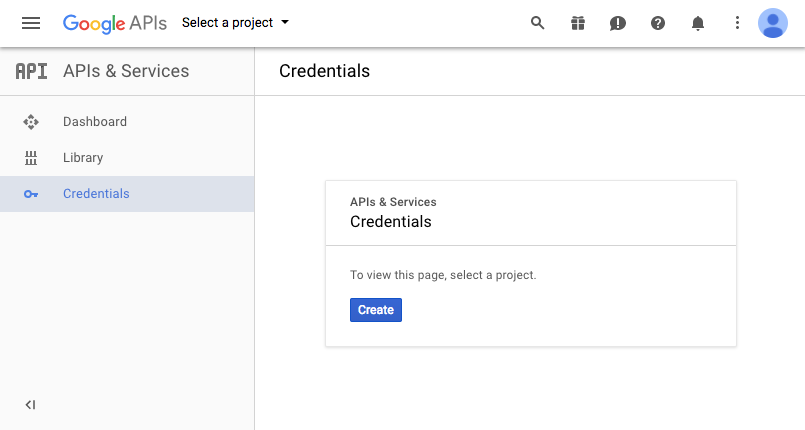 Google APIs Select a project
API APIs & Services
Credentials
Dashboard
Library
Credentials
APIs & Services
Credentials
To view this page, select a project.
Create